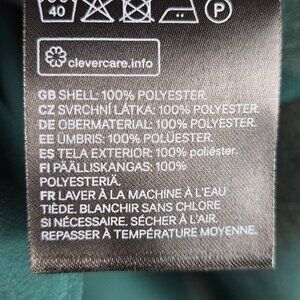 40
clevercare.info
GB SHELL: 100% POLYESTER.
CZ SVRCHNÍ LÁTKA: 100% POLYESTER.
DE OBERMATERIAL: 100% POLYESTER.
EE ÜMBRIS: 100% POLÜESTER.
ES TELA EXTERIOR: 100% poliéster.
FI PÄÄLLISKANGAS: 100%
POLYESTERIÄ.
FR LAVER À LA MACHINE À L'EAU
TIÈDE. BLANCHIR SANS CHLORE
SI NÉCESSAIRE. SÉCHER À L'AIR.
REPASSER À TEMPÉRATURE MOYENNE.